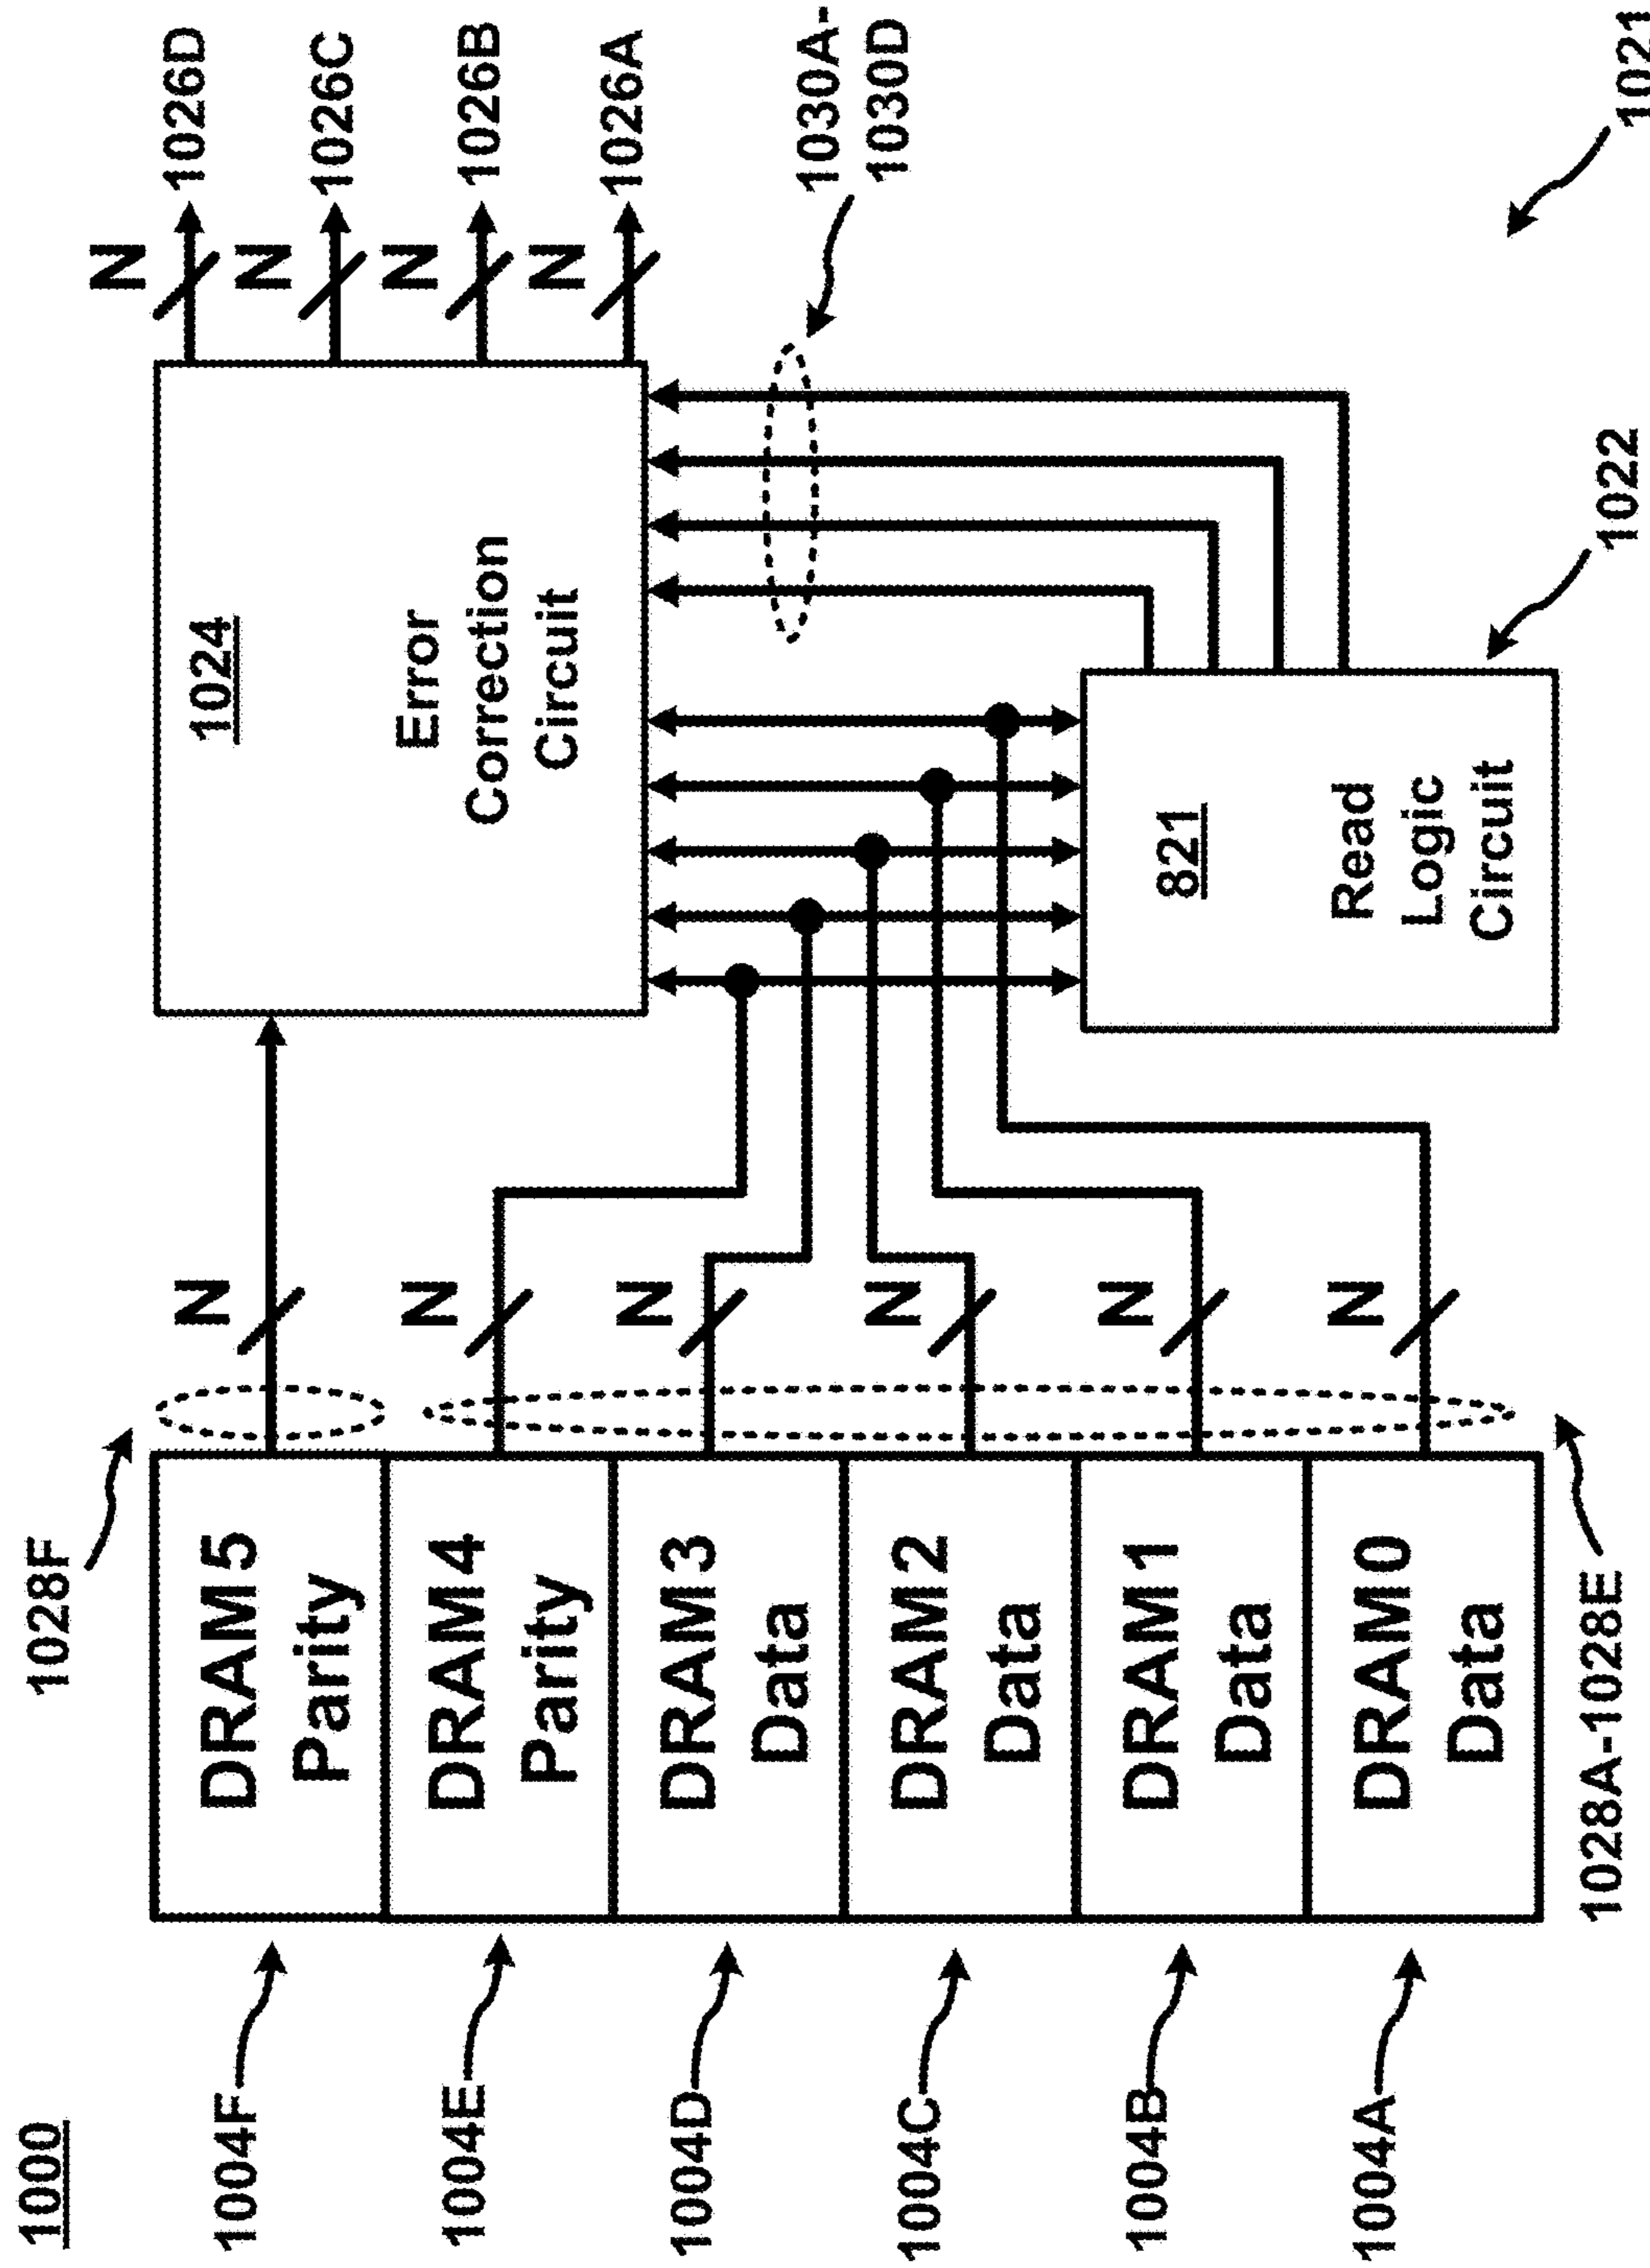 1000
1004F
1004E
1004D
1004C
1004B
1004A
DRAM5
Parity
DRAM4
Parity
DRAM3
Data
DRAM2
Data
DRAM1
Data
DRAM0
Data
1028F
1028A-1028E
N
N
N
N
N
N
1024
Error
Correction
Circuit
821
Read
Logic
Circuit
1022
N
N
N
N
1026D
1026C
1026B
1026A
1030A-
1030D
1021